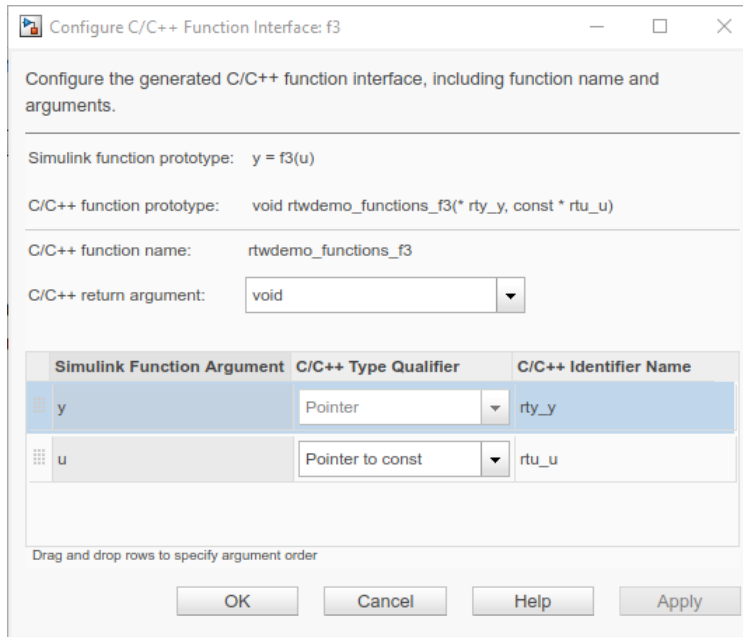 Configure C/C++ Function Interface: f3
Configure the generated C/C++ function interface, including function name and
arguments.
Simulink function prototype: y = f3(u)
C/C++ function prototype: void rtwdemo_functions_f3(* rty_y, const * rtu_u)
C/C++ function name: rtwdemo_functions_f3
C/C++ return argument: void
Simulink Function Argument C/C++ Type Qualifier C/C++ Identifier Name
y Pointer rty_y
u Pointer to const rtu_u
Drag and drop rows to specify argument order
OK Cancel Help Apply